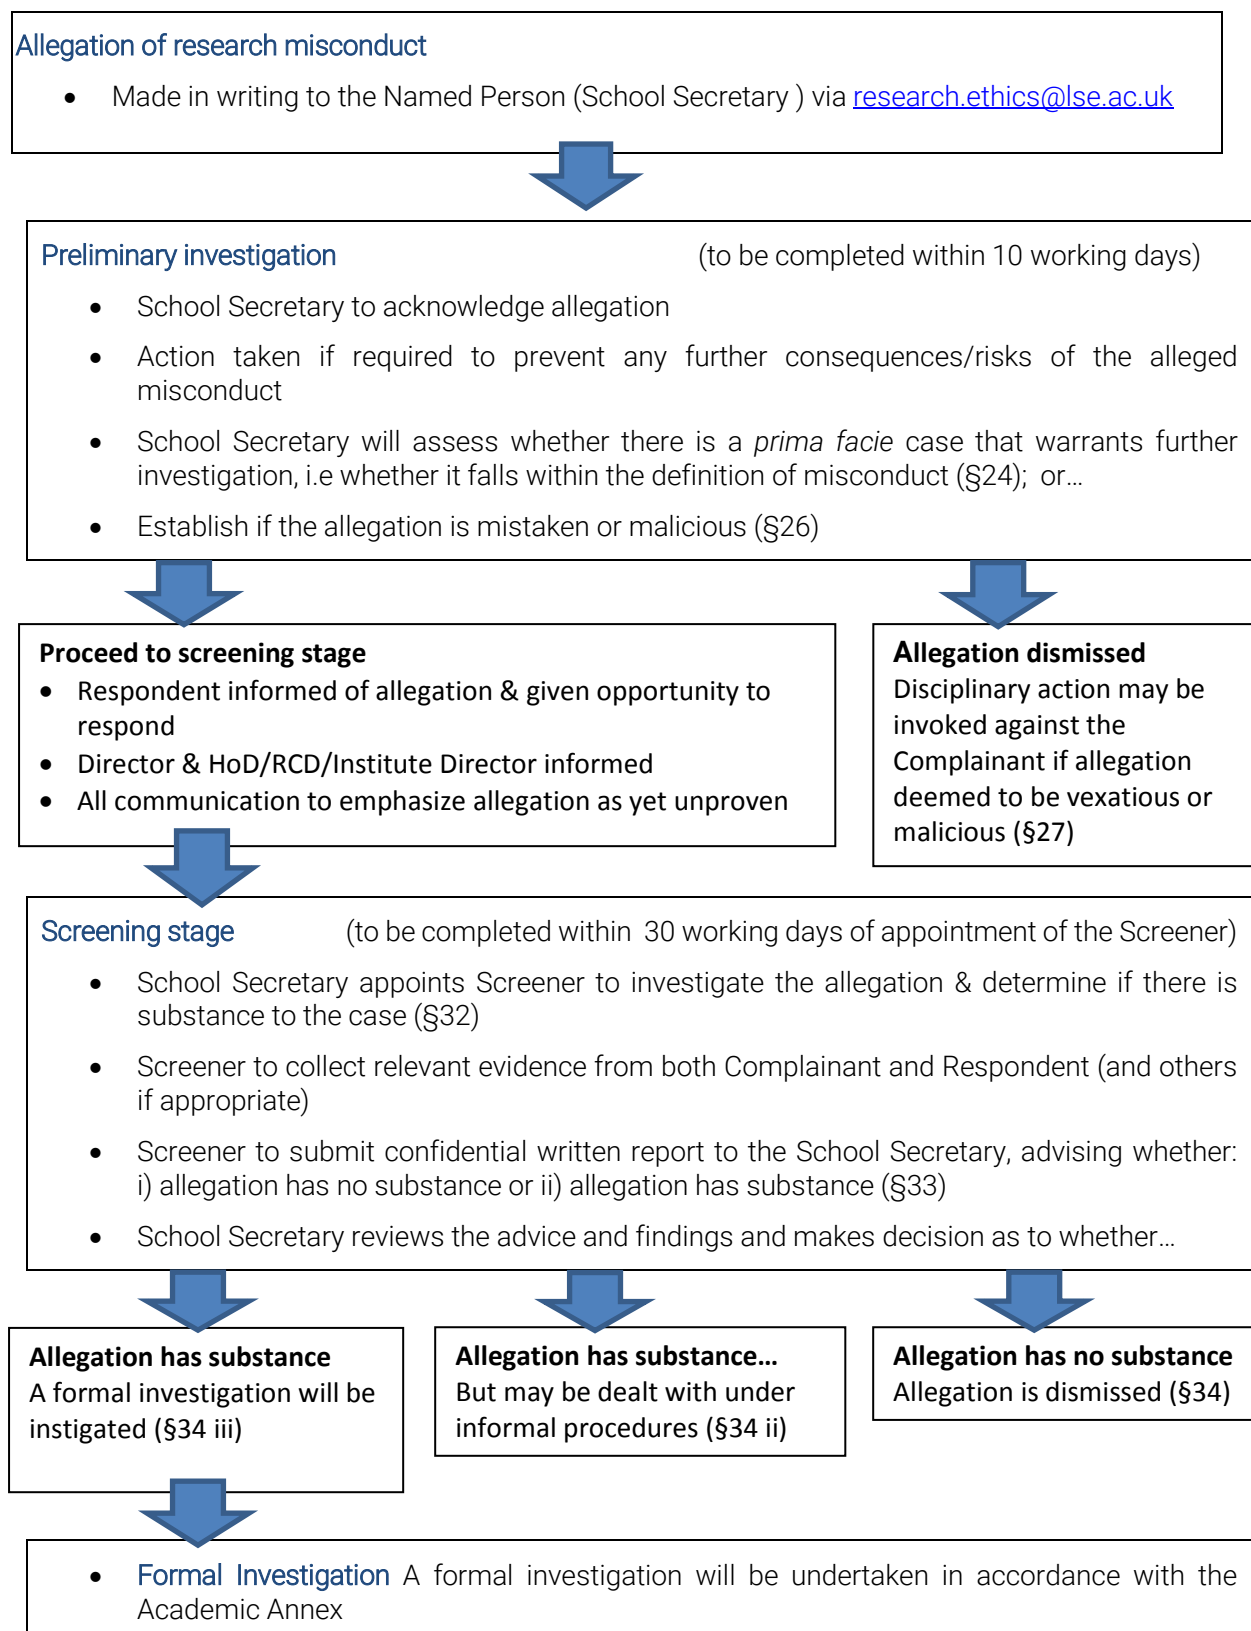 Allegation of research misconduct
• Made in writing to the Named Person (School Secretary ) via research.ethics@lse.ac.uk
Preliminary investigation (to be completed within 10 working days)
• School Secretary to acknowledge allegation
• Action taken if required to prevent any further consequences/risks of the alleged
misconduct
• School Secretary will assess whether there is a prima facie case that warrants further
investigation, i.e whether it falls within the definition of misconduct (§24); or…
• Establish if the allegation is mistaken or malicious (§26)
Proceed to screening stage
• Respondent informed of allegation & given opportunity to
respond
• Director & HoD/RCD/Institute Director informed
• All communication to emphasize allegation as yet unproven
Allegation dismissed
Disciplinary action may be
invoked against the
Complainant if allegation
deemed to be vexatious or
malicious (§27)
Screening stage (to be completed within 30 working days of appointment of the Screener)
• School Secretary appoints Screener to investigate the allegation & determine if there is
substance to the case (§32)
• Screener to collect relevant evidence from both Complainant and Respondent (and others
if appropriate)
• Screener to submit confidential written report to the School Secretary, advising whether:
i) allegation has no substance or ii) allegation has substance (§33)
• School Secretary reviews the advice and findings and makes decision as to whether…
Allegation has substance
A formal investigation will be
instigated (§34 iii)
Allegation has substance…
But may be dealt with under
informal procedures (§34 ii)
Allegation has no substance
Allegation is dismissed (§34)
• Formal Investigation A formal investigation will be undertaken in accordance with the
Academic Annex